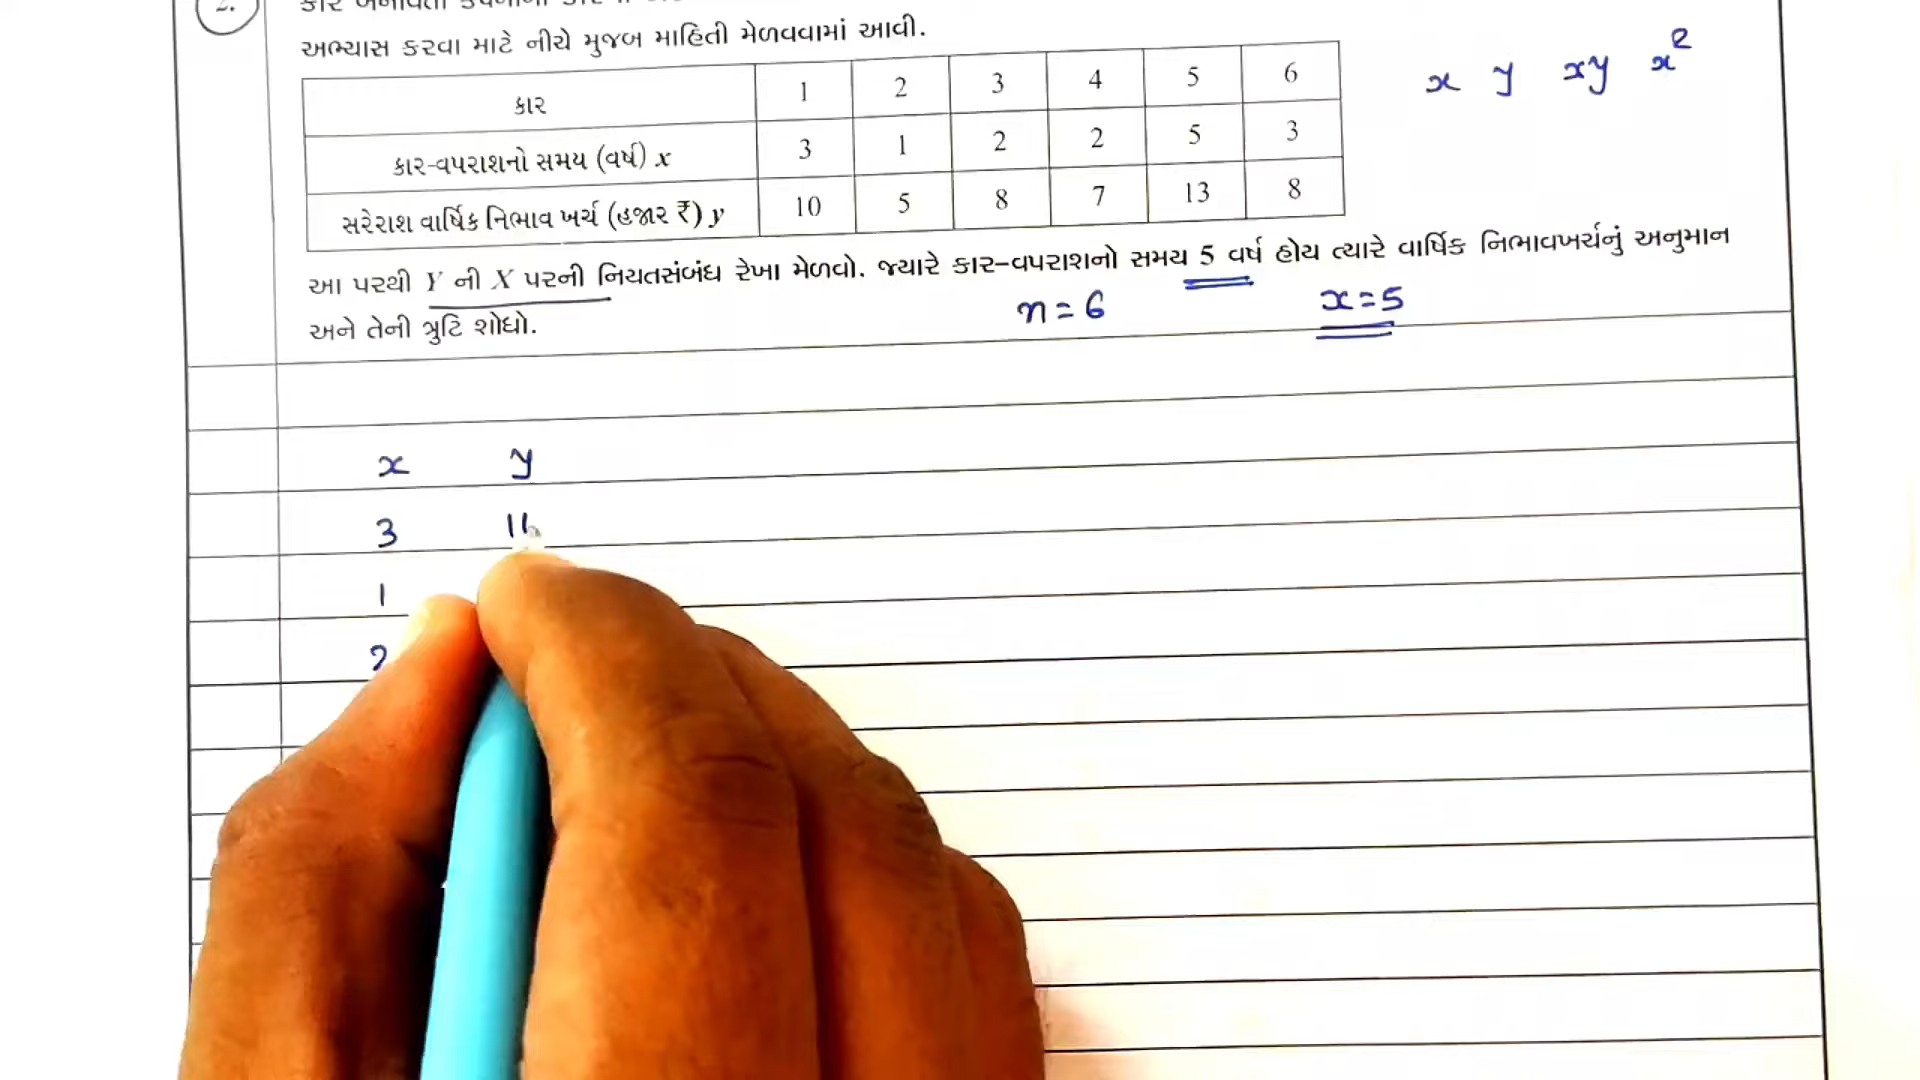 2.
અભ્યાસ કરવા માટે નીચે મુજબ માહિતી મેળવવામાં આવી.
x y xy x²
કાર 1 2 3 4 5 6
કાર-વપરાશનો સમય (વર્ષ) x 3 1 2 2 5 3
સરેરાશ વાર્ષિક નિભાવ ખર્ચ (હજાર ₹) y 10 5 8 7 13 8
આ પરથી Y ની X પરની નિયતસંબંધ રેખા મેળવો. જ્યારે કાર-વપરાશનો સમય 5 વર્ષ હોય ત્યારે વાર્ષિક નિભાવખર્ચનું અનુમાન
અને તેની ત્રુટિ શોધો.
n = 6 x = 5
x y
3
1
2